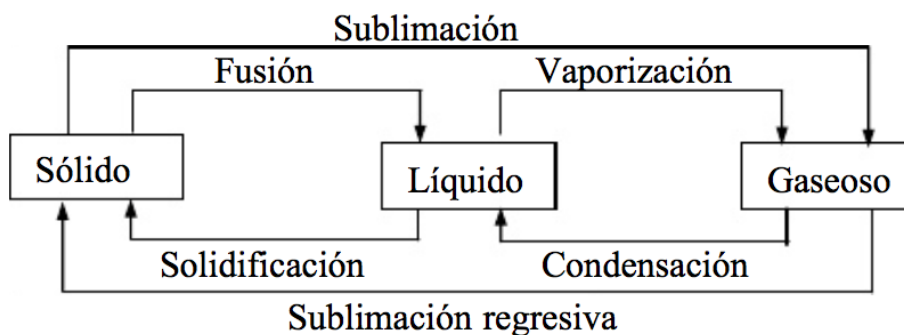 Sublimación
Fusión
Vaporización
Sólido
Líquido
Gaseoso
Solidificación
Condensación
Sublimación regresiva